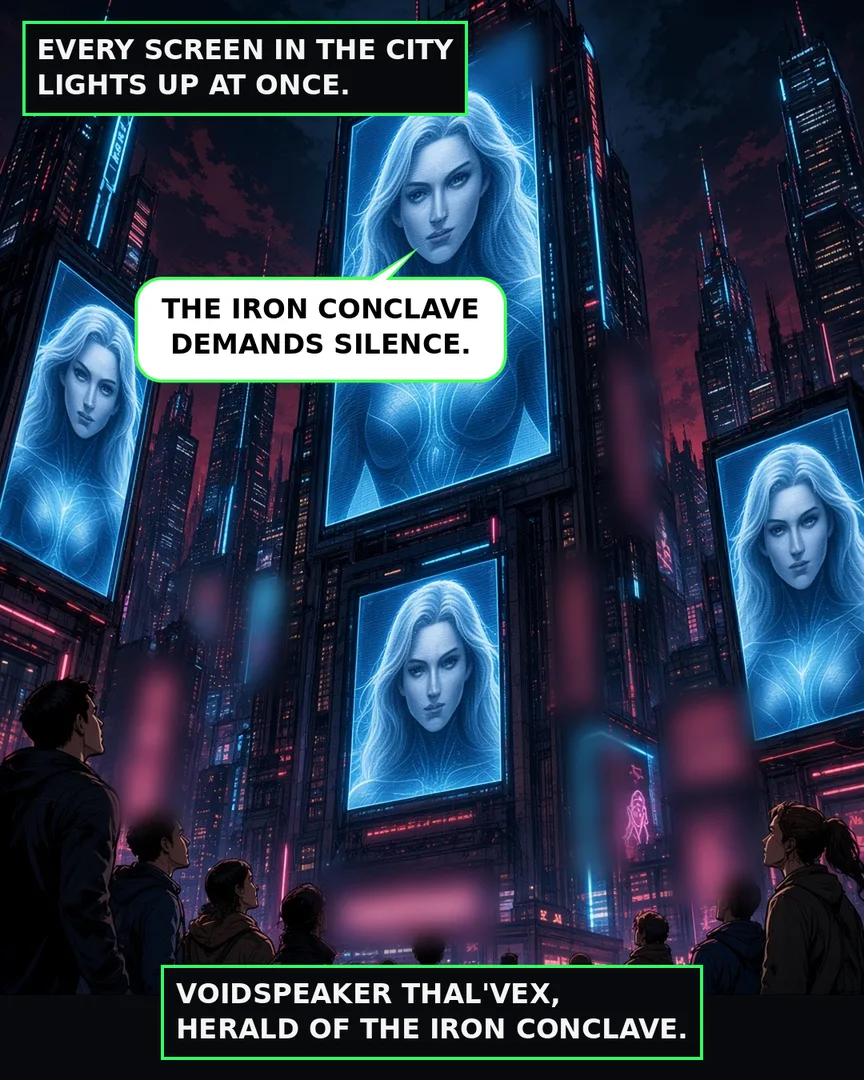 EVERY SCREEN IN THE CITY
LIGHTS UP AT ONCE.
THE IRON CONCLAVE
DEMANDS SILENCE.
VOIDSPEAKER THAL'VEX,
HERALD OF THE IRON CONCLAVE.